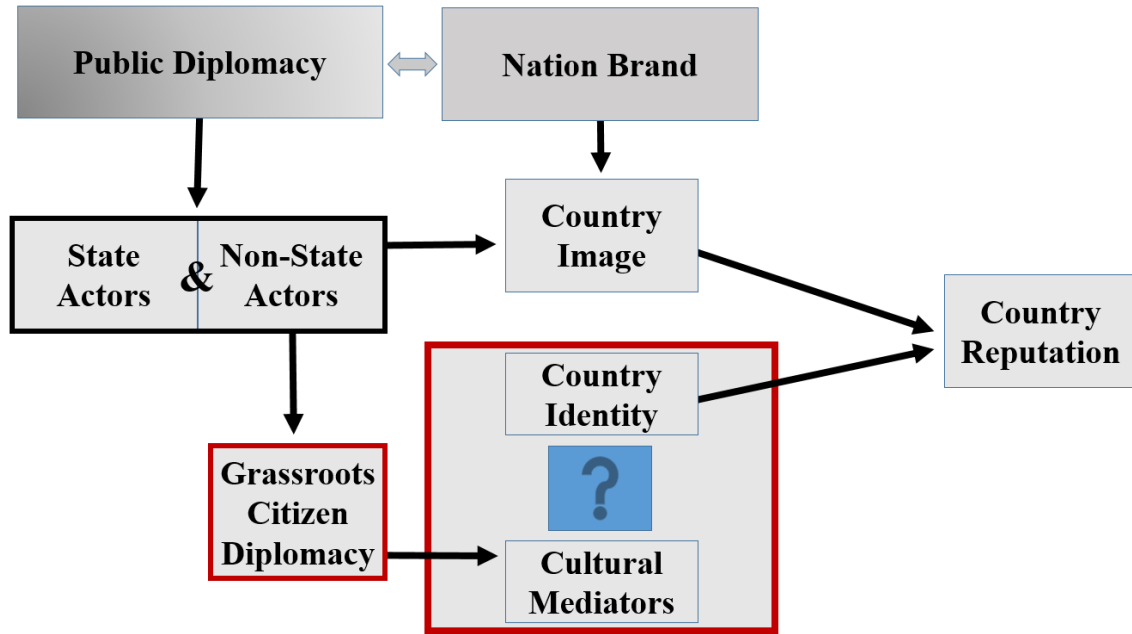 Public Diplomacy
Nation Brand
State
Actors
&
Non-State
Actors
Country
Image
Country
Reputation
Country
Identity
?
Grassroots
Citizen
Diplomacy
Cultural
Mediators